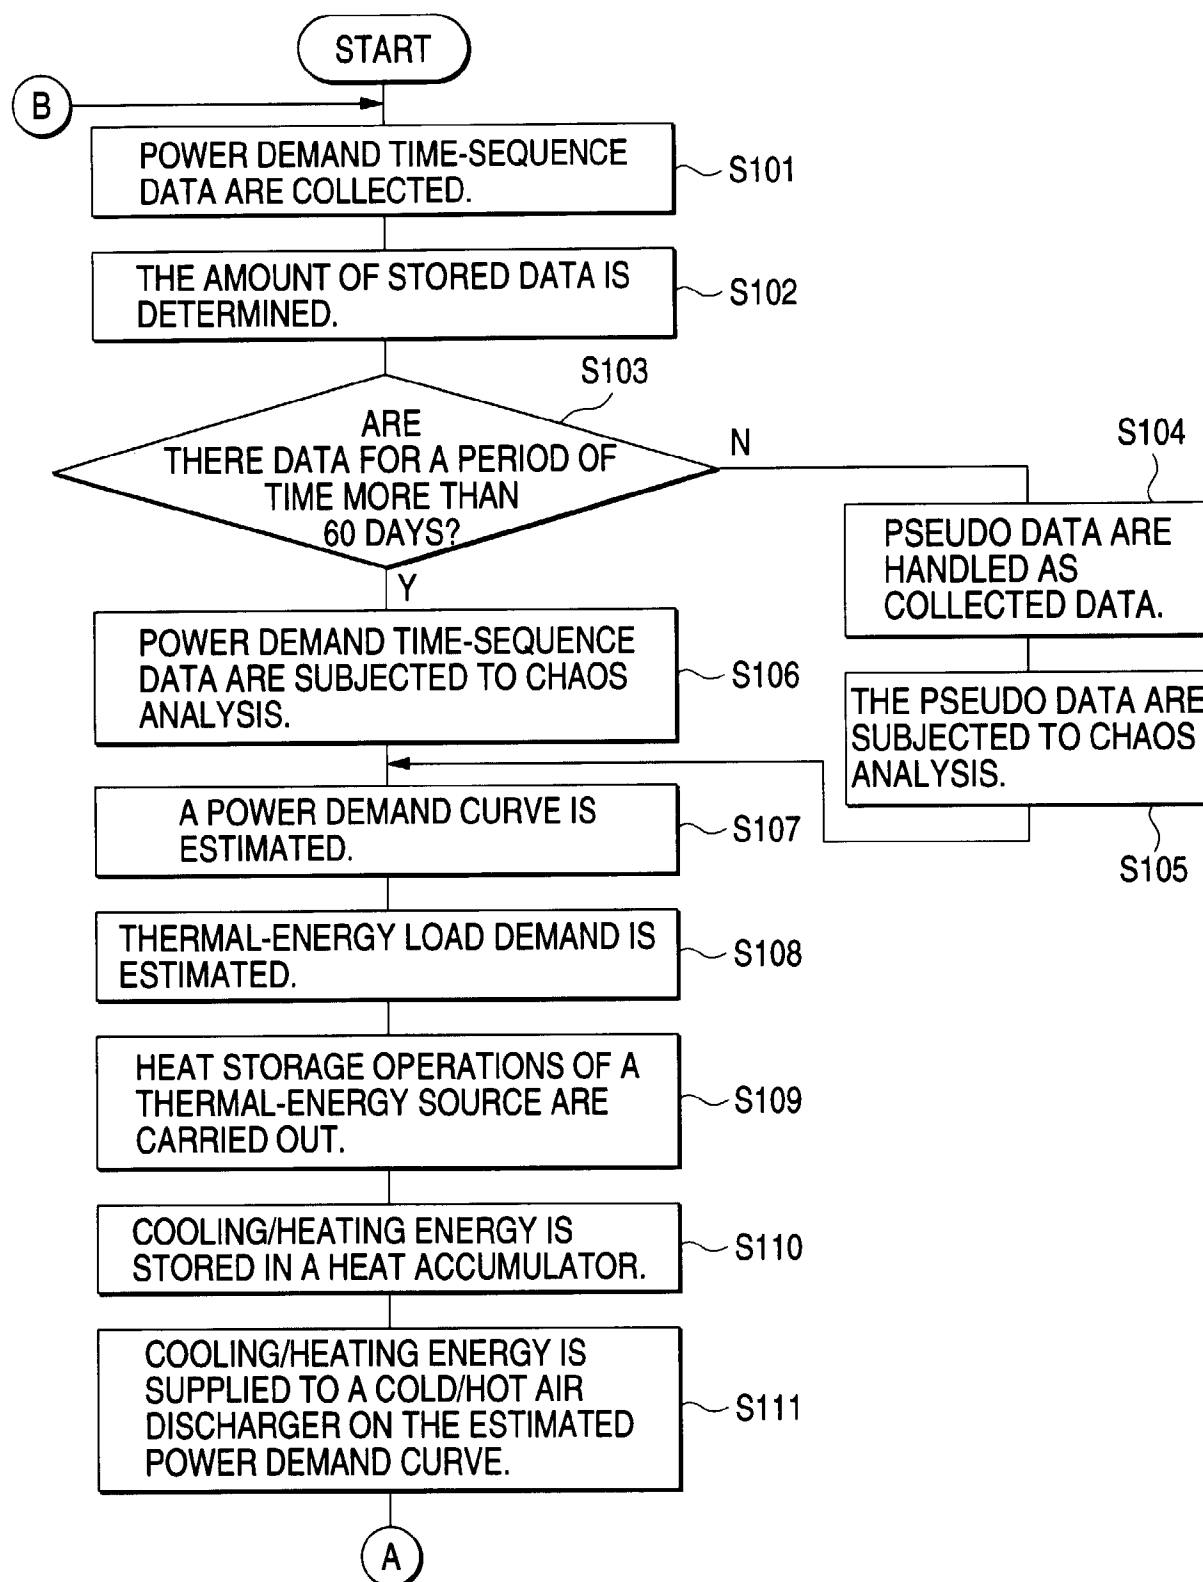 START
B
POWER DEMAND TIME-SEQUENCE
DATA ARE COLLECTED.
S101
THE AMOUNT OF STORED DATA IS
DETERMINED.
S102
S103
ARE
THERE DATA FOR A PERIOD OF
TIME MORE THAN
60 DAYS?
N
Y
S104
PSEUDO DATA ARE
HANDLED AS
COLLECTED DATA.
POWER DEMAND TIME-SEQUENCE
DATA ARE SUBJECTED TO CHAOS
ANALYSIS.
S106
THE PSEUDO DATA ARE
SUBJECTED TO CHAOS
ANALYSIS.
S105
A POWER DEMAND CURVE IS
ESTIMATED.
S107
THERMAL-ENERGY LOAD DEMAND IS
ESTIMATED.
S108
HEAT STORAGE OPERATIONS OF A
THERMAL-ENERGY SOURCE ARE
CARRIED OUT.
S109
COOLING/HEATING ENERGY IS
STORED IN A HEAT ACCUMULATOR.
S110
COOLING/HEATING ENERGY IS
SUPPLIED TO A COLD/HOT AIR
DISCHARGER ON THE ESTIMATED
POWER DEMAND CURVE.
S111
A